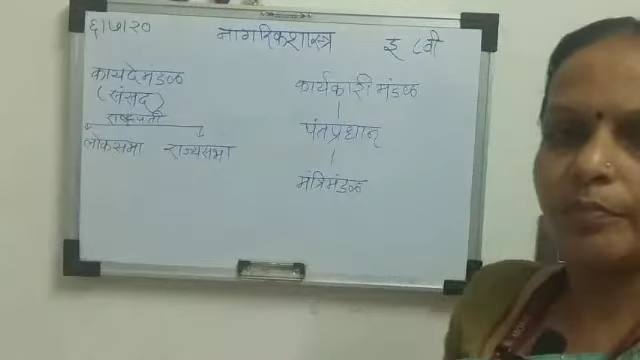 ६।७।२० नागरिकशास्त्र इ ८वी
कायदेमंडळ
(संसद)
राष्ट्रपती
लोकसभा राज्यसभा
कार्यकारी मंडळ
पंतप्रधान
मंत्रिमंडळ